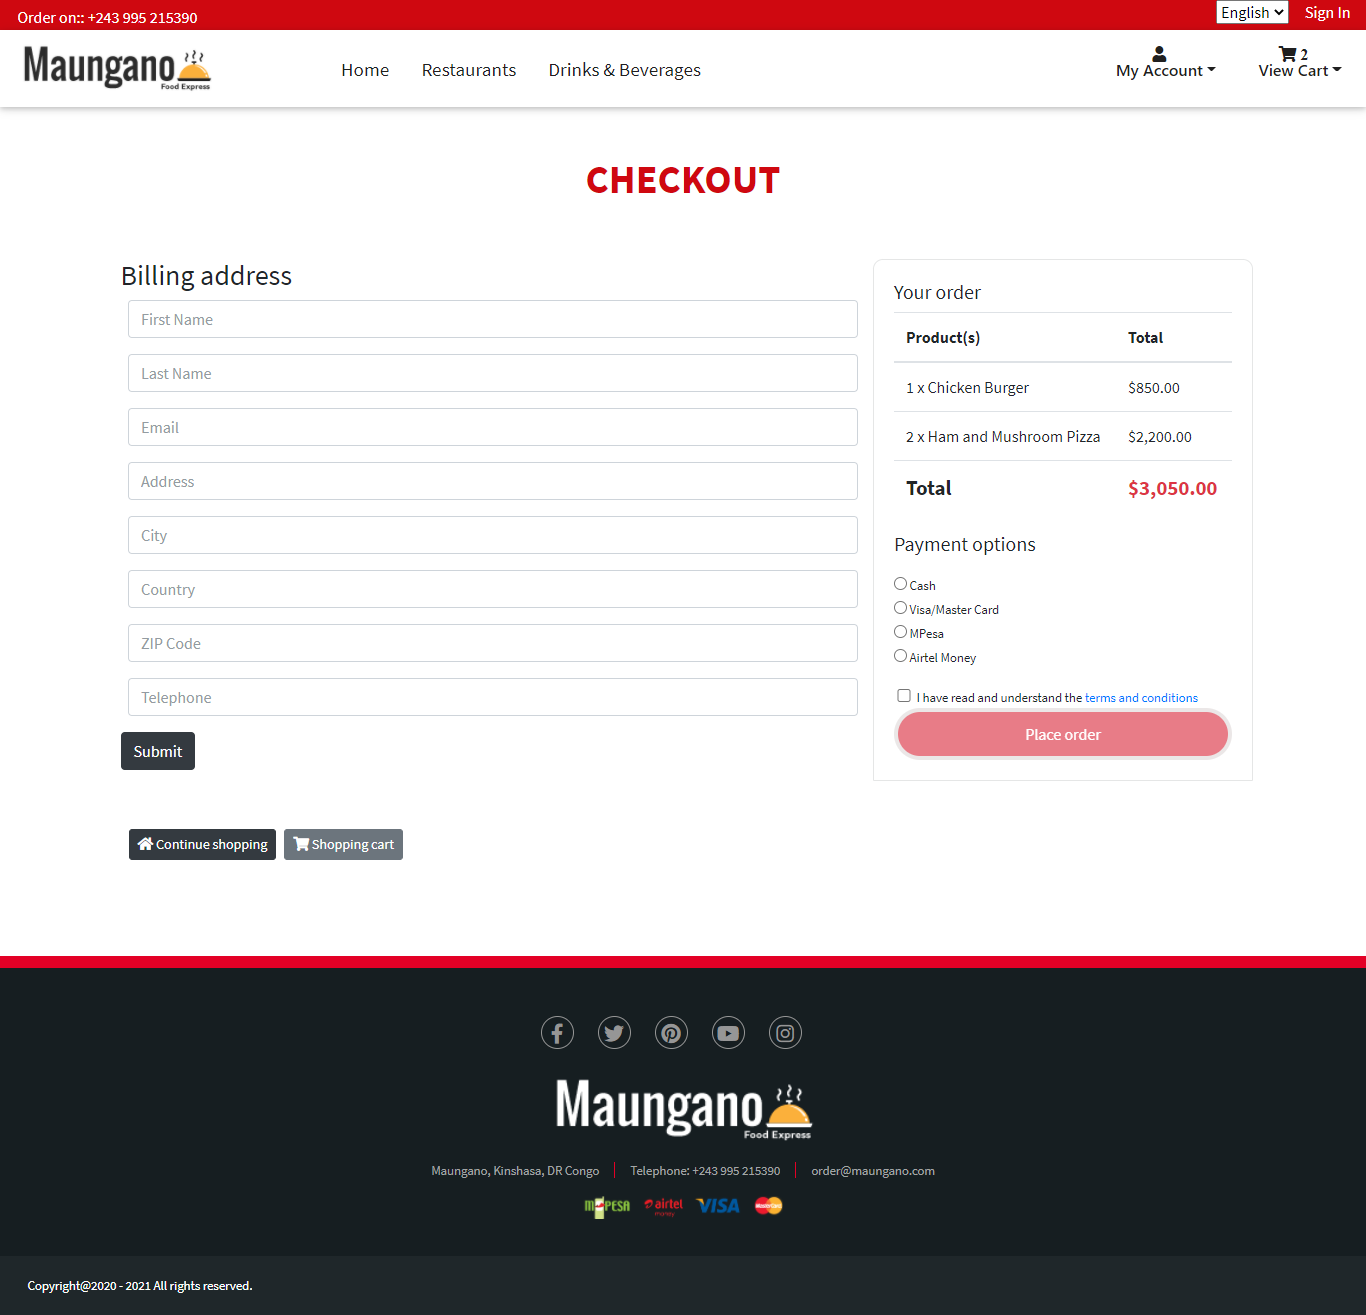 Order on:: +243 995 215390
English
Sign In
Maungano
Food Express
Home
Restaurants
Drinks & Beverages
My Account
2
View Cart
CHECKOUT
Billing address
First Name
Last Name
Email
Address
City
Country
ZIP Code
Telephone
Submit
Continue shopping
Shopping cart
Your order
Product(s) Total
1 x Chicken Burger $850.00
2 x Ham and Mushroom Pizza $2,200.00
Total $3,050.00
Payment options
Cash
Visa/Master Card
MPesa
Airtel Money
I have read and understand the terms and conditions
Place order
Maungano
Food Express
Maungano, Kinshasa, DR Congo
Telephone: +243 995 215390
order@maungano.com
M-PESA
airtel
money
VISA
MasterCard
Copyright@2020 - 2021 All rights reserved.